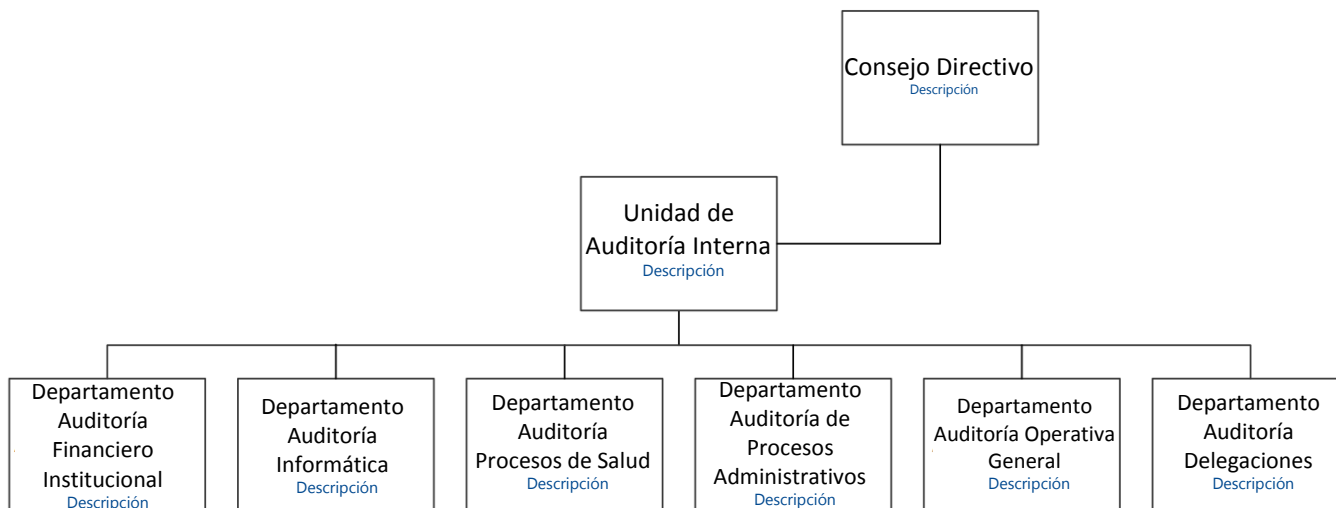 Consejo Directivo
Descripción
Unidad de
Auditoría Interna
Descripción
Departamento
Auditoría
Financiero
Institucional
Descripción
Departamento
Auditoría
Informática
Descripción
Departamento
Auditoría
Procesos de Salud
Descripción
Departamento
Auditoría de
Procesos
Administrativos
Descripción
Departamento
Auditoría Operativa
General
Descripción
Departamento
Auditoría
Delegaciones
Descripción